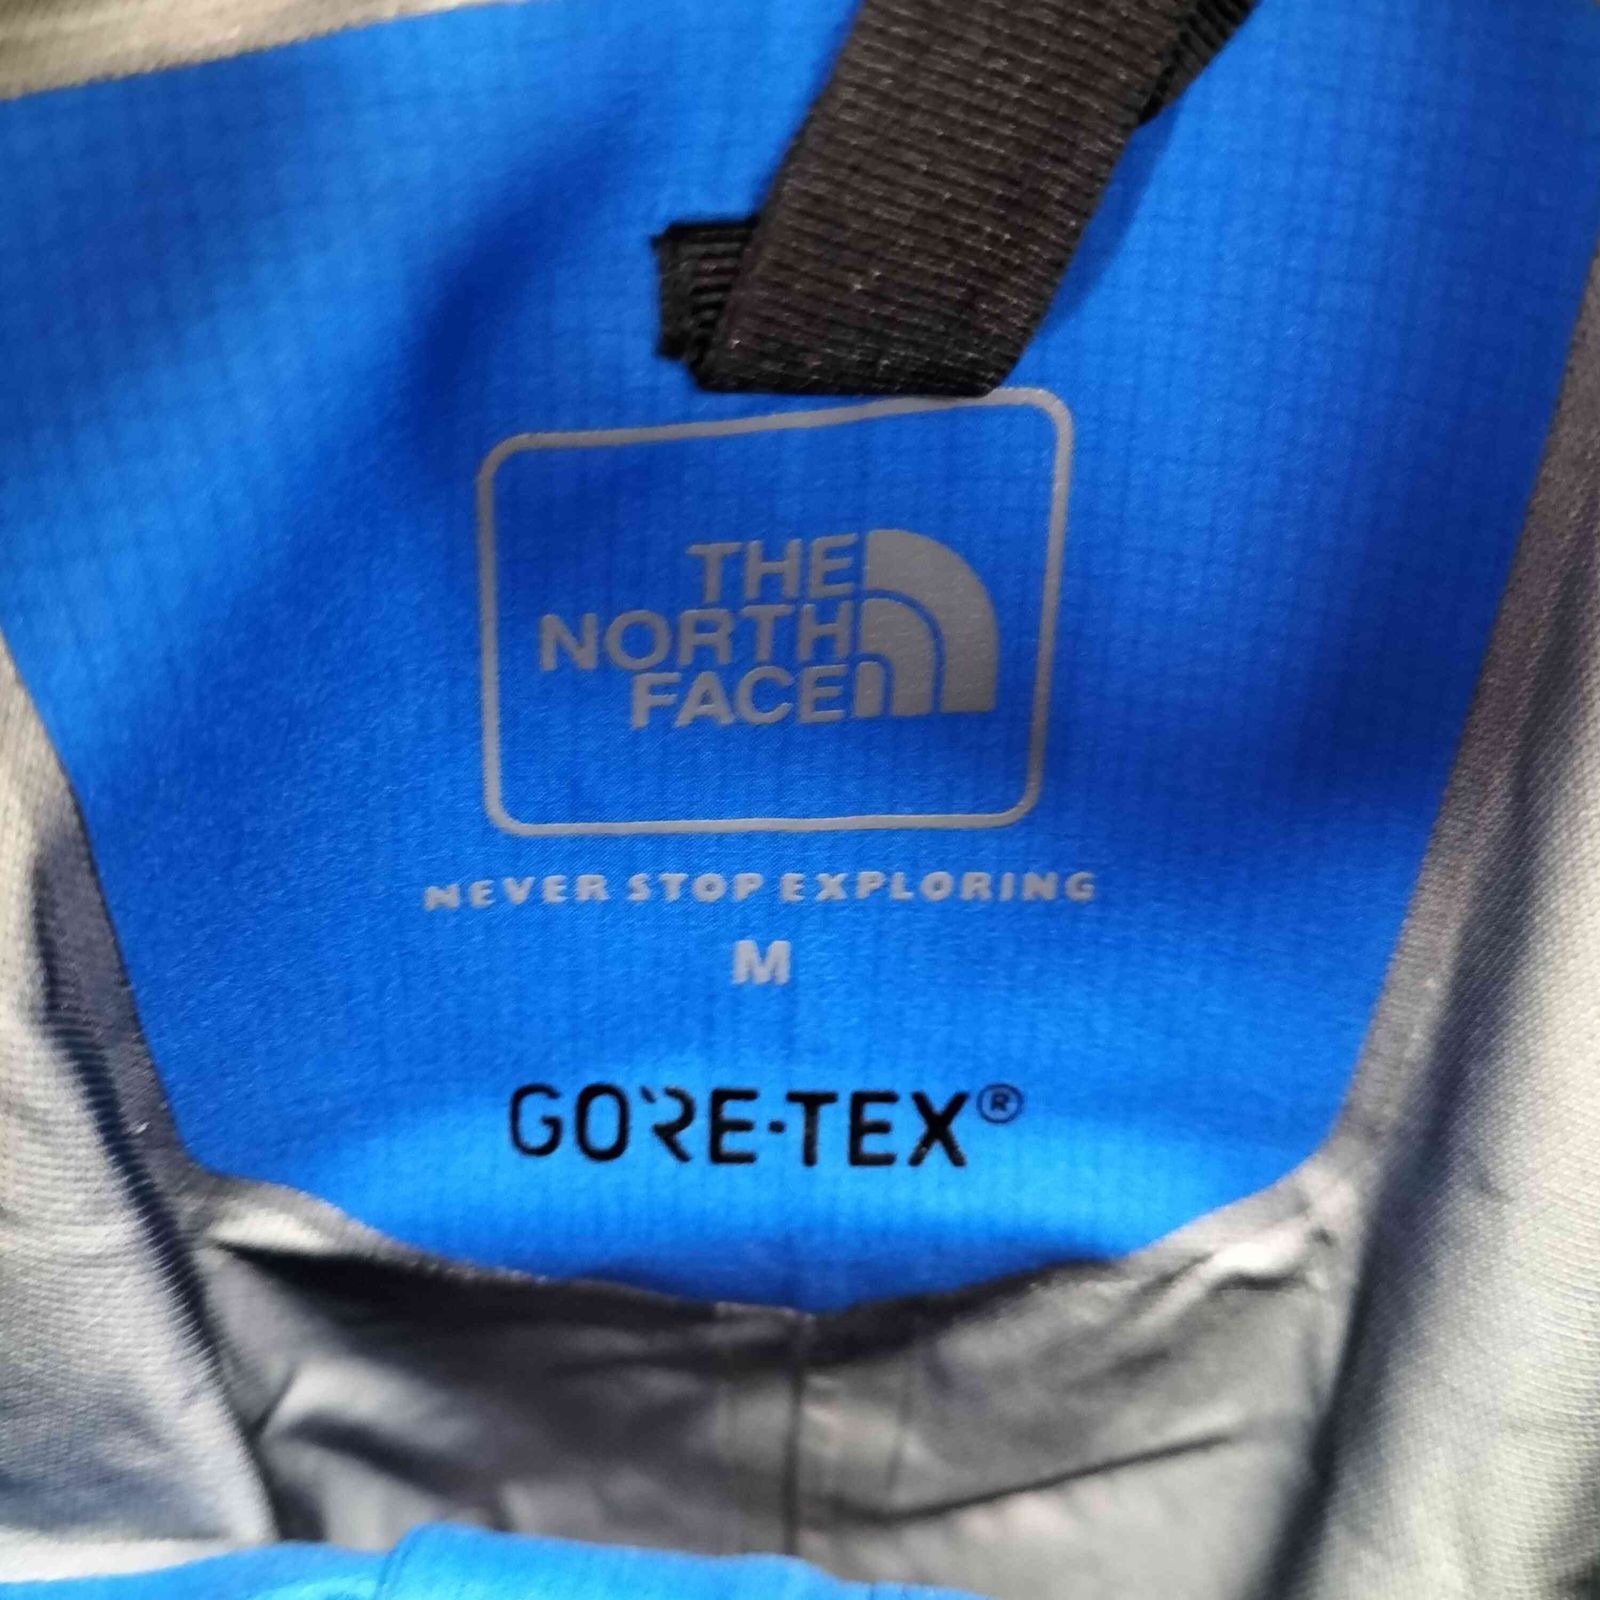 THE
NORTH
FACE
NEVER STOP EXPLORING
M
GORE-TEX®